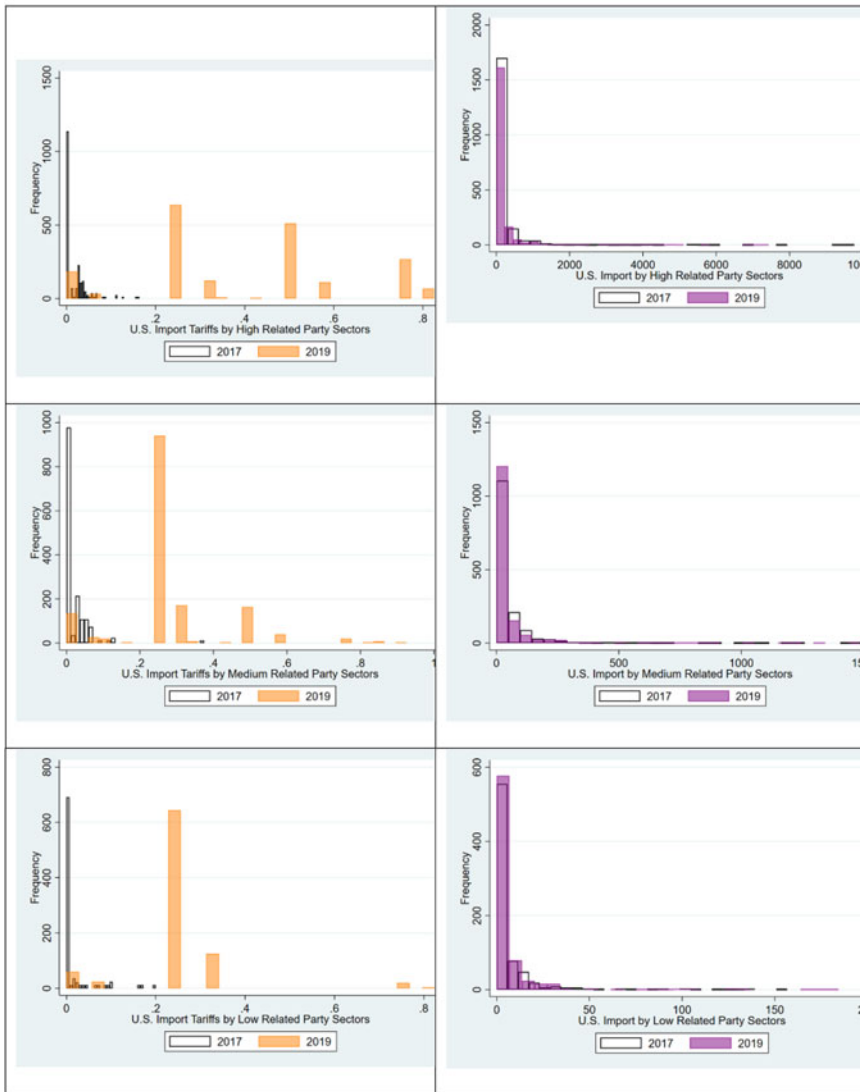 1500
1000
500
0
Frequency
0 .2 .4 .6 .8
U.S. Import Tariffs by High Related Party Sectors
2017 2019
2000
1500
1000
500
0
Frequency
0 2000 4000 6000 8000 100
U.S. Import by High Related Party Sectors
2017 2019
1000
800
600
400
200
0
Frequency
0 .2 .4 .6 .8 1
U.S. Import Tariffs by Medium Related Party Sectors
2017 2019
1500
1000
500
0
Frequency
0 500 1000 150
U.S. Import by Medium Related Party Sectors
2017 2019
800
600
400
200
0
Frequency
0 .2 .4 .6 .8
U.S. Import Tariffs by Low Related Party Sectors
2017 2019
600
400
200
0
Frequency
0 50 100 150 2
U.S. Import by Low Related Party Sectors
2017 2019